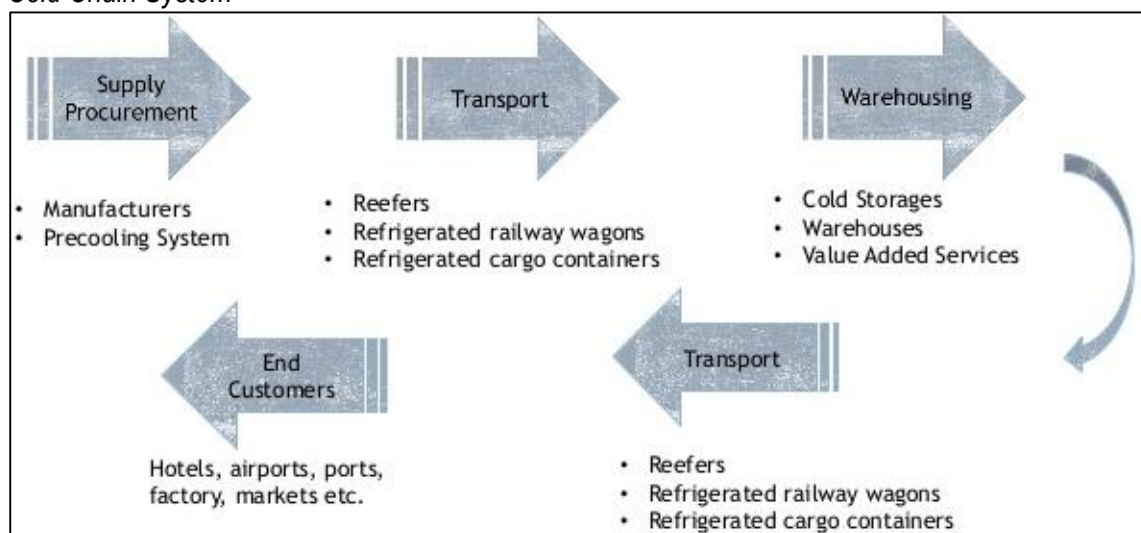 Cold Chain System
Supply
Procurement
Transport
Warehousing
• Manufacturers
• Precooling System
• Reefers
• Refrigerated railway wagons
• Refrigerated cargo containers
• Cold Storages
• Warehouses
• Value Added Services
Transport
End
Customers
• Reefers
• Refrigerated railway wagons
• Refrigerated cargo containers
Hotels, airports, ports,
factory, markets etc.